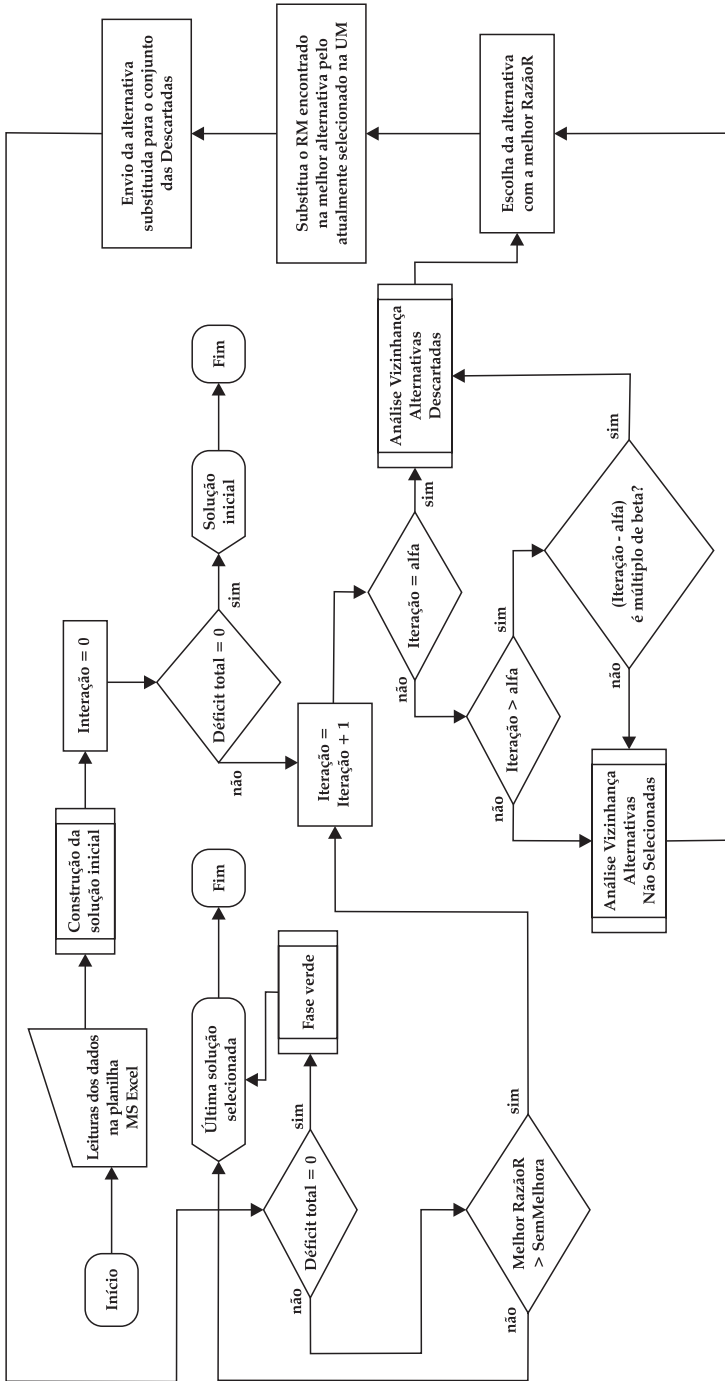 Início
Leituras dos dados
na planilha
MS Excel
Construção da
solução inicial
Interação = 0
Déficit total = 0
sim
não
Solução
inicial
Fim
Iteração =
Iteração + 1
Iteração = alfa
sim
não
Iteração > alfa
sim
não
(Iteração - alfa)
é múltiplo de beta?
sim
não
Análise Vizinhança
Alternativas
Descartadas
Análise Vizinhança
Alternativas
Não Selecionadas
Escolha da alternativa
com a melhor RazãoR
Substitua o RM encontrado
na melhor alternativa pelo
atualmente selecionado na UM
Envio da alternativa
substituida para o conjunto
das Descartadas
Déficit total = 0
sim
não
Fase verde
Última solução
selecionada
Fim
Melhor RazãoR
> SemMelhora
sim
não